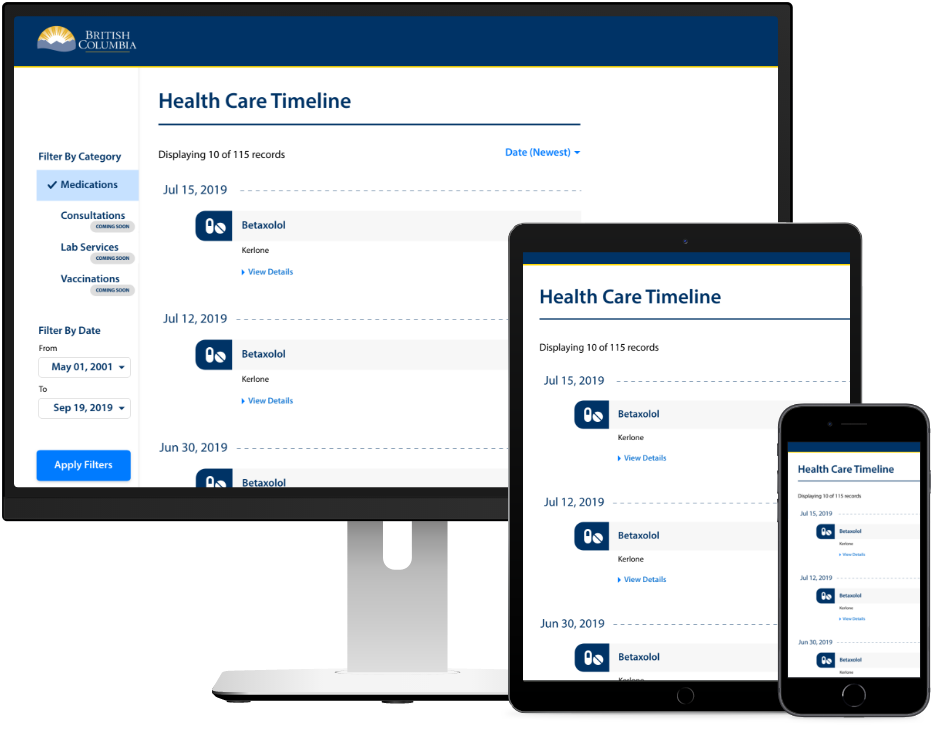 BRITISH
COLUMBIA
Health Care Timeline
Displaying 10 of 115 records
Date (Newest)
Filter By Category
Medications
Consultations
COMING SOON
Lab Services
COMING SOON
Vaccinations
COMING SOON
Filter By Date
From
May 01, 2001
To
Sep 19, 2019
Apply Filters
Jul 15, 2019
Betaxolol
Kerlone
View Details
Jul 12, 2019
Betaxolol
Kerlone
View Details
Jun 30, 2019
Betaxolol
Health Care Timeline
Displaying 10 of 115 records
Jul 15, 2019
Betaxolol
Kerlone
View Details
Jul 12, 2019
Betaxolol
Kerlone
View Details
Jun 30, 2019
Betaxolol
Kerlone
Health Care Timeline
Displaying 10 of 115 records
Jul 15, 2019
Betaxolol
Kerlone
View Details
Jul 12, 2019
Betaxolol
Kerlone
View Details
Jun 30, 2019
Betaxolol
Kerlone